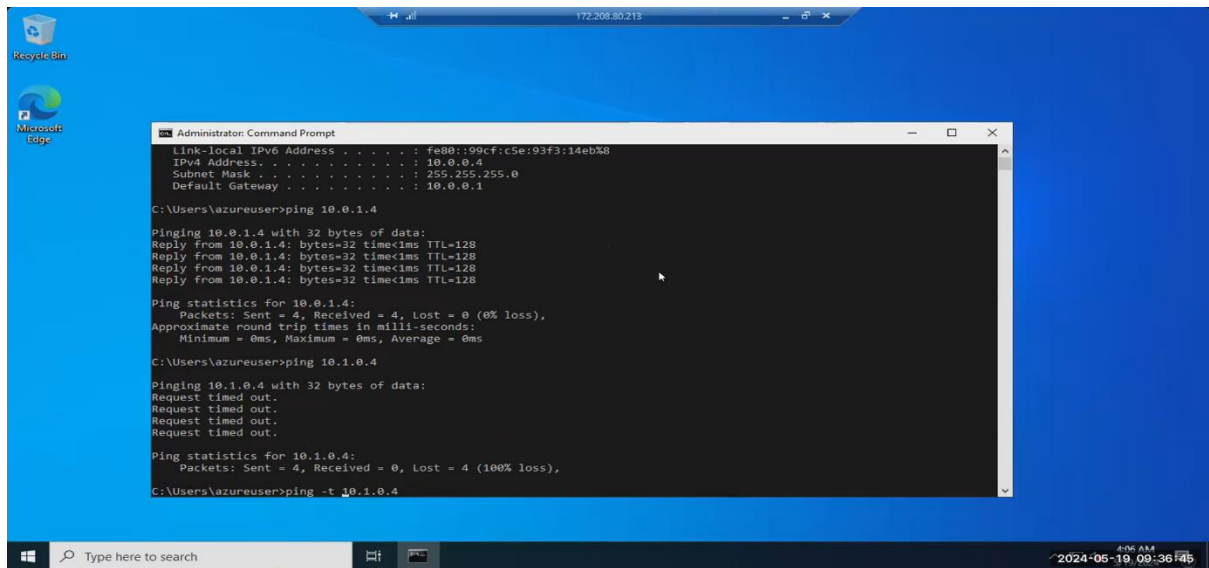 172.208.80.213
Recycle Bin
Microsoft
Edge
Administrator: Command Prompt
Link-local IPv6 Address . . . . . : fe80::99cf:c5e:93f3:14eb%8
IPv4 Address. . . . . . . . . . . : 10.0.0.4
Subnet Mask . . . . . . . . . . . : 255.255.255.0
Default Gateway . . . . . . . . . : 10.0.0.1
C:\Users\azureuser>ping 10.0.1.4
Pinging 10.0.1.4 with 32 bytes of data:
Reply from 10.0.1.4: bytes=32 time<1ms TTL=128
Reply from 10.0.1.4: bytes=32 time<1ms TTL=128
Reply from 10.0.1.4: bytes=32 time<1ms TTL=128
Reply from 10.0.1.4: bytes=32 time<1ms TTL=128
Ping statistics for 10.0.1.4:
Packets: Sent = 4, Received = 4, Lost = 0 (0% loss),
Approximate round trip times in milli-seconds:
Minimum = 0ms, Maximum = 0ms, Average = 0ms
C:\Users\azureuser>ping 10.1.0.4
Pinging 10.1.0.4 with 32 bytes of data:
Request timed out.
Request timed out.
Request timed out.
Request timed out.
Ping statistics for 10.1.0.4:
Packets: Sent = 4, Received = 0, Lost = 4 (100% loss),
C:\Users\azureuser>ping -t 10.1.0.4
Type here to search
4:05 AM
2024-05-19 09:36:45